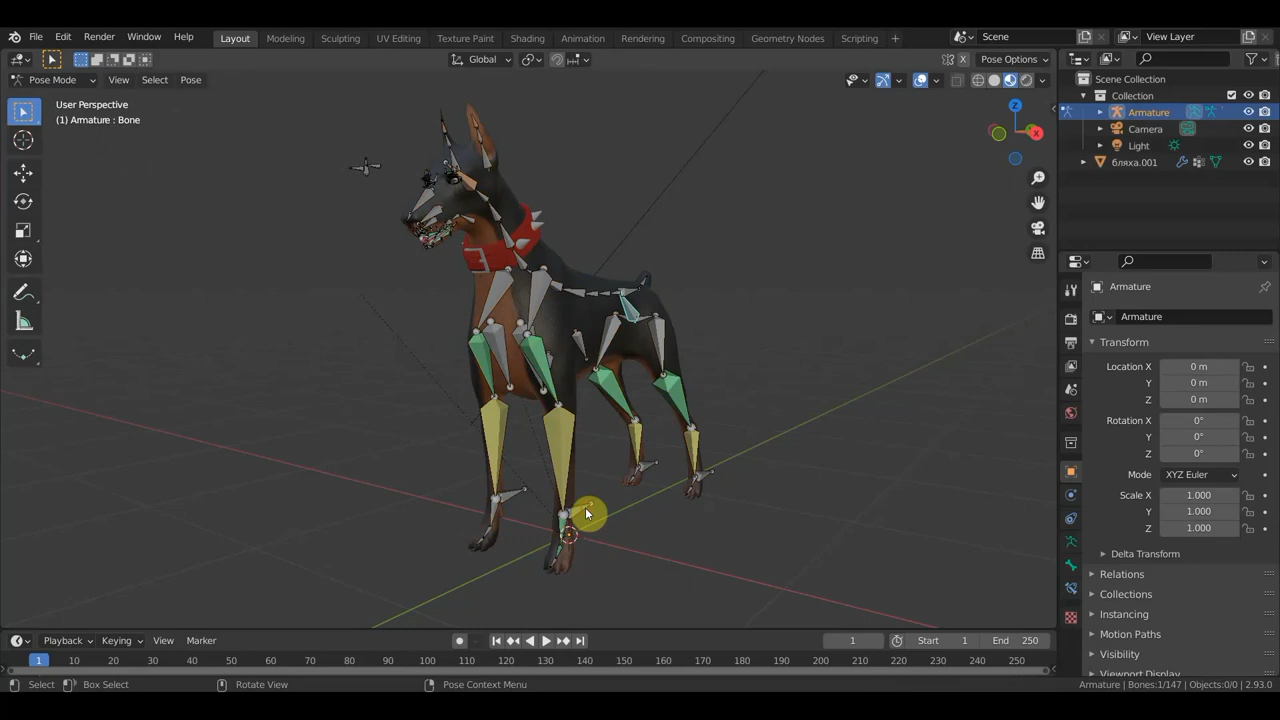 File Edit Render Window Help Layout Modeling Sculpting UV Editing Texture Paint Shading Animation Rendering Compositing Geometry Nodes Scripting + Scene View Layer
Global X Pose Options
Pose Mode View Select Pose
User Perspective
(1) Armature : Bone
Z
X
Scene Collection
Collection
Armature
Camera
Light
бляха.001
Armature
Armature
Transform
Location X 0 m
Y 0 m
Z 0 m
Rotation X 0°
Y 0°
Z 0°
Mode XYZ Euler
Scale X 1.000
Y 1.000
Z 1.000
Delta Transform
Relations
Collections
Instancing
Motion Paths
Visibility
Viewport Display
Playback Keying View Marker 1 Start 1 End 250
1 10 20 30 40 50 60 70 80 90 100 110 120 130 140 150 160 170 180 190 200 210 220 230 240 250
Select Box Select Rotate View Pose Context Menu Armature | Bones:1/147 | Objects:0/0 | 2.93.0